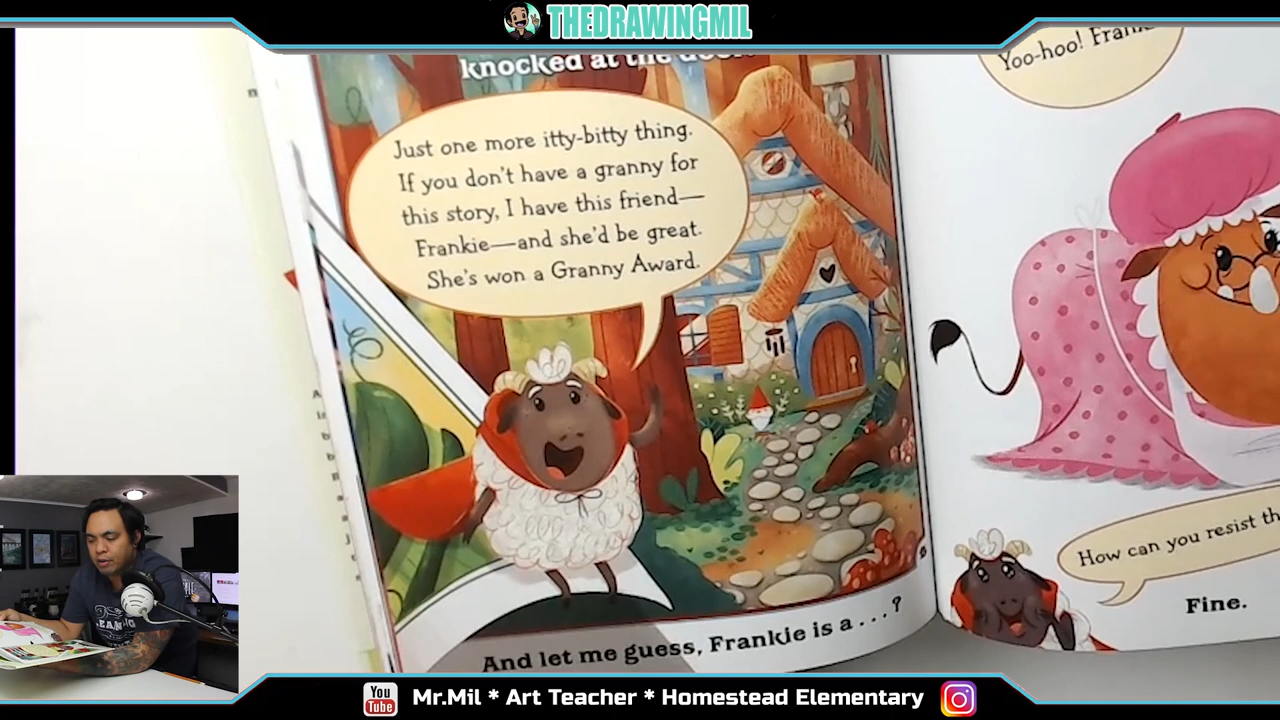 THEDRAWINGMIL
knocked at the
Just one more itty-bitty thing.
If you don't have a granny for
this story, I have this friend—
Frankie—and she'd be great.
She's won a Granny Award.
And let me guess, Frankie is a . . . ?
Yoo-hoo!
How can you resist
Fine.
You
Tube
Mr.Mil * Art Teacher * Homestead Elementary